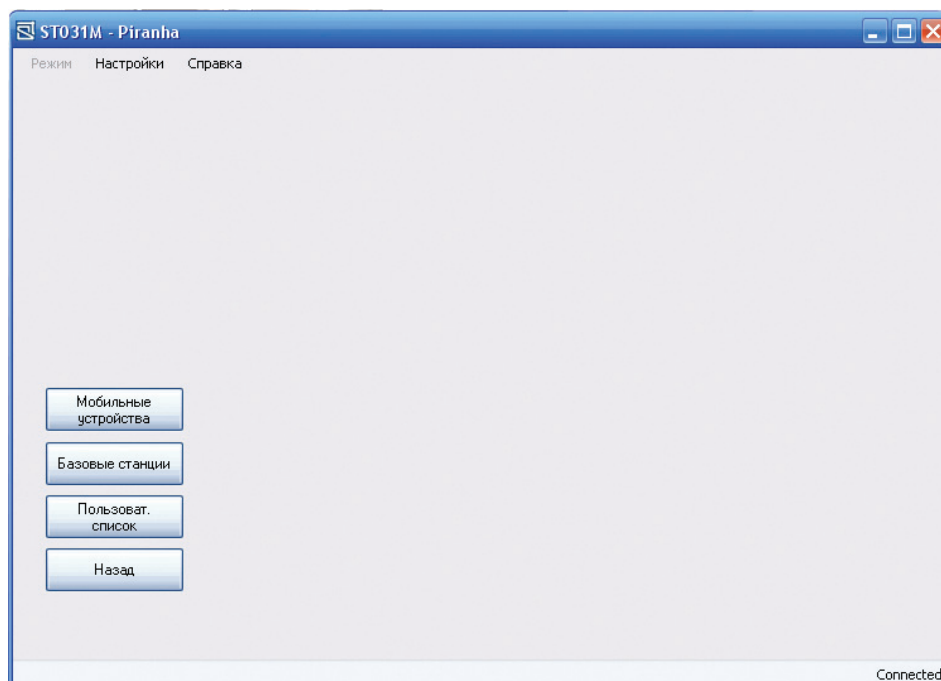 ST031M - Piranha
Режим Настройки Справка
Мобильные
устройства
Базовые станции
Пользоват.
список
Назад
Connected